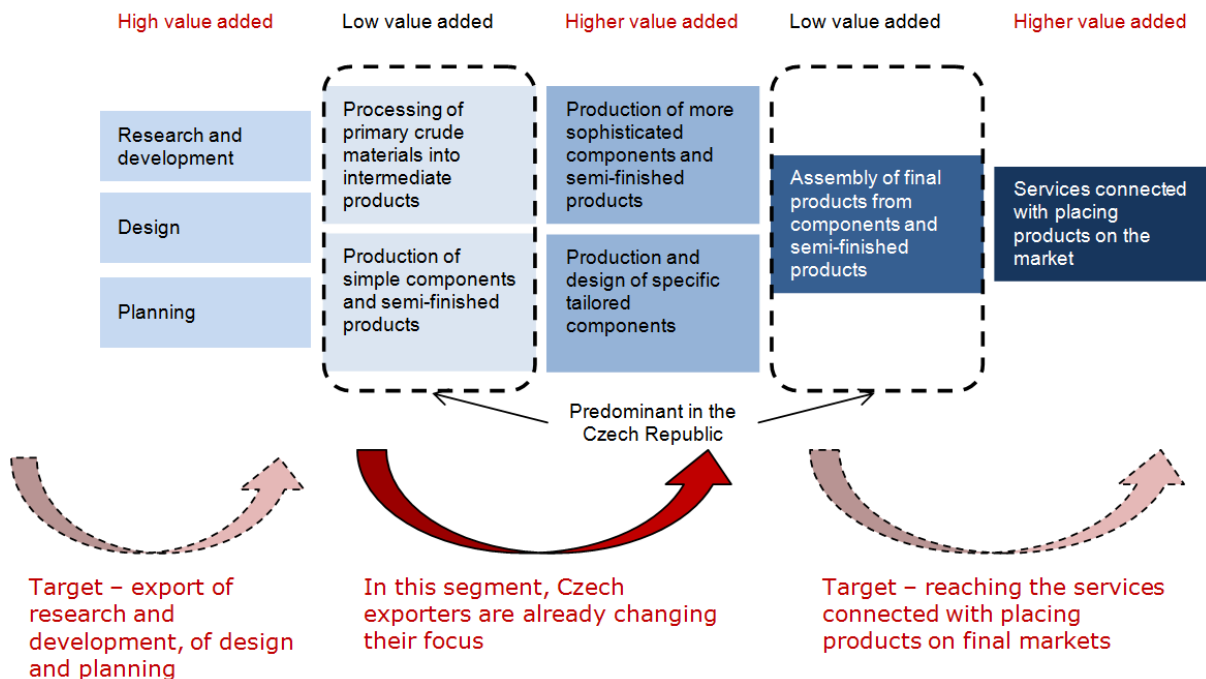 High value added
Low value added
Higher value added
Low value added
Higher value added
Research and
development
Design
Planning
Processing of
primary crude
materials into
intermediate
products
Production of
simple components
and semi-finished
products
Production of more
sophisticated
components and
semi-finished
products
Production and
design of specific
tailored
components
Assembly of final
products from
components and
semi-finished
products
Services connected
with placing
products on the
market
Predominant in the
Czech Republic
Target – export of
research and
development, of design
and planning
In this segment, Czech
exporters are already changing
their focus
Target – reaching the services
connected with placing
products on final markets